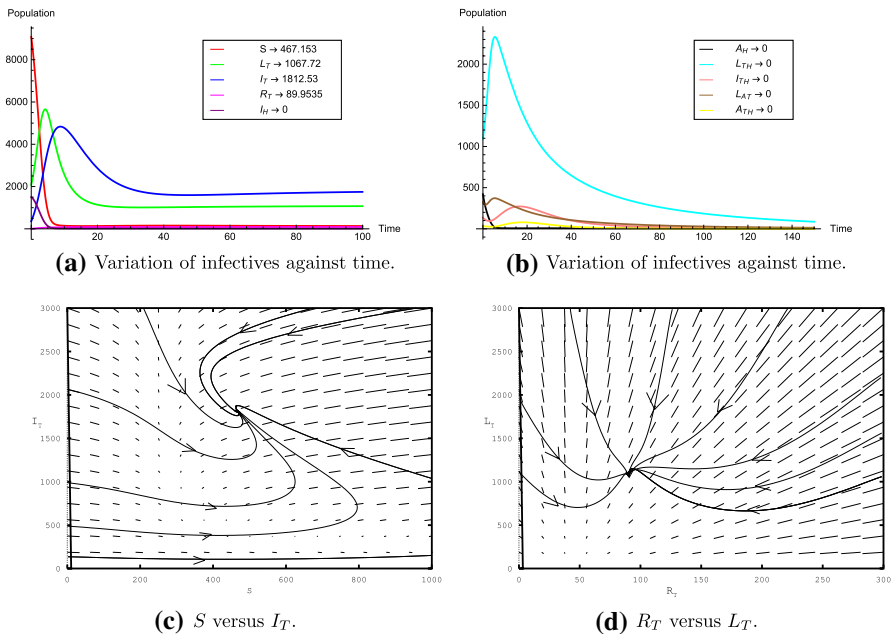 Population
8000
6000
4000
2000
20
40
60
80
100
Time
S → 467.153
L_T → 1067.72
I_T → 1812.53
R_T → 89.9535
I_H → 0
(a) Variation of infectives against time.
Population
2000
1500
1000
500
20
40
60
80
100
120
140
Time
A_H → 0
L_TH → 0
I_TH → 0
L_AT → 0
A_TH → 0
(b) Variation of infectives against time.
3000
2500
2000
I_T
1500
1000
500
0
0
200
400
600
800
1000
S
(c) S versus I_T.
3000
2500
2000
L_T
1500
1000
500
0
0
50
100
150
200
250
300
R_T
(d) R_T versus L_T.